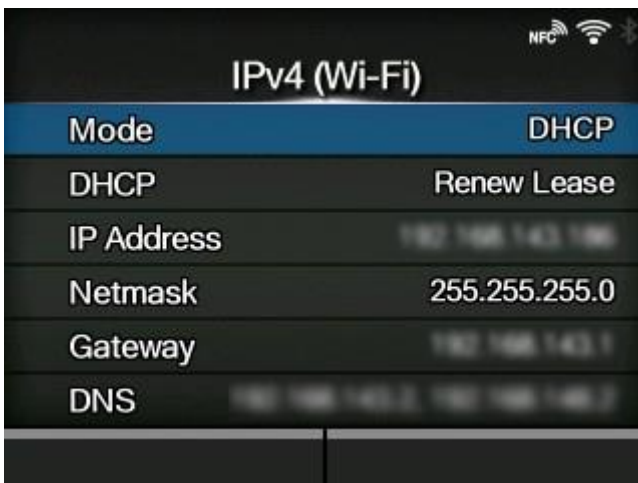 NFC
IPv4 (Wi-Fi)
Mode DHCP
DHCP Renew Lease
IP Address
Netmask 255.255.255.0
Gateway
DNS